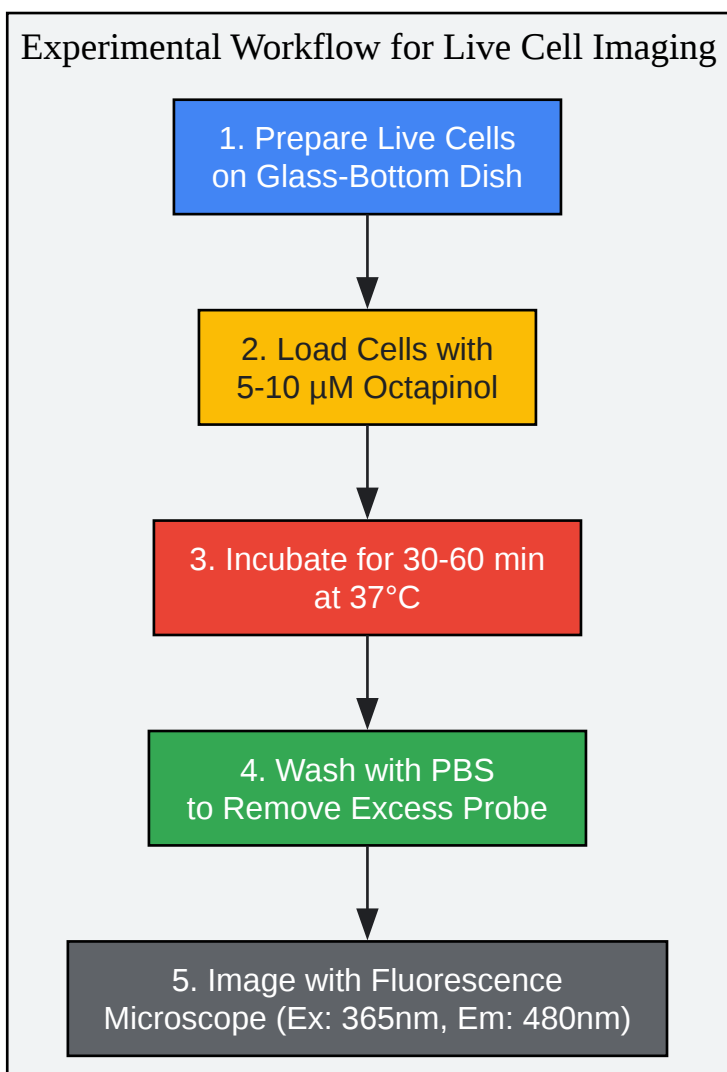 Experimental Workflow for Live Cell Imaging
1. Prepare Live Cells
on Glass-Bottom Dish
2. Load Cells with
5-10 µM Octapinol
3. Incubate for 30-60 min
at 37°C
4. Wash with PBS
to Remove Excess Probe
5. Image with Fluorescence
Microscope (Ex: 365nm, Em: 480nm)